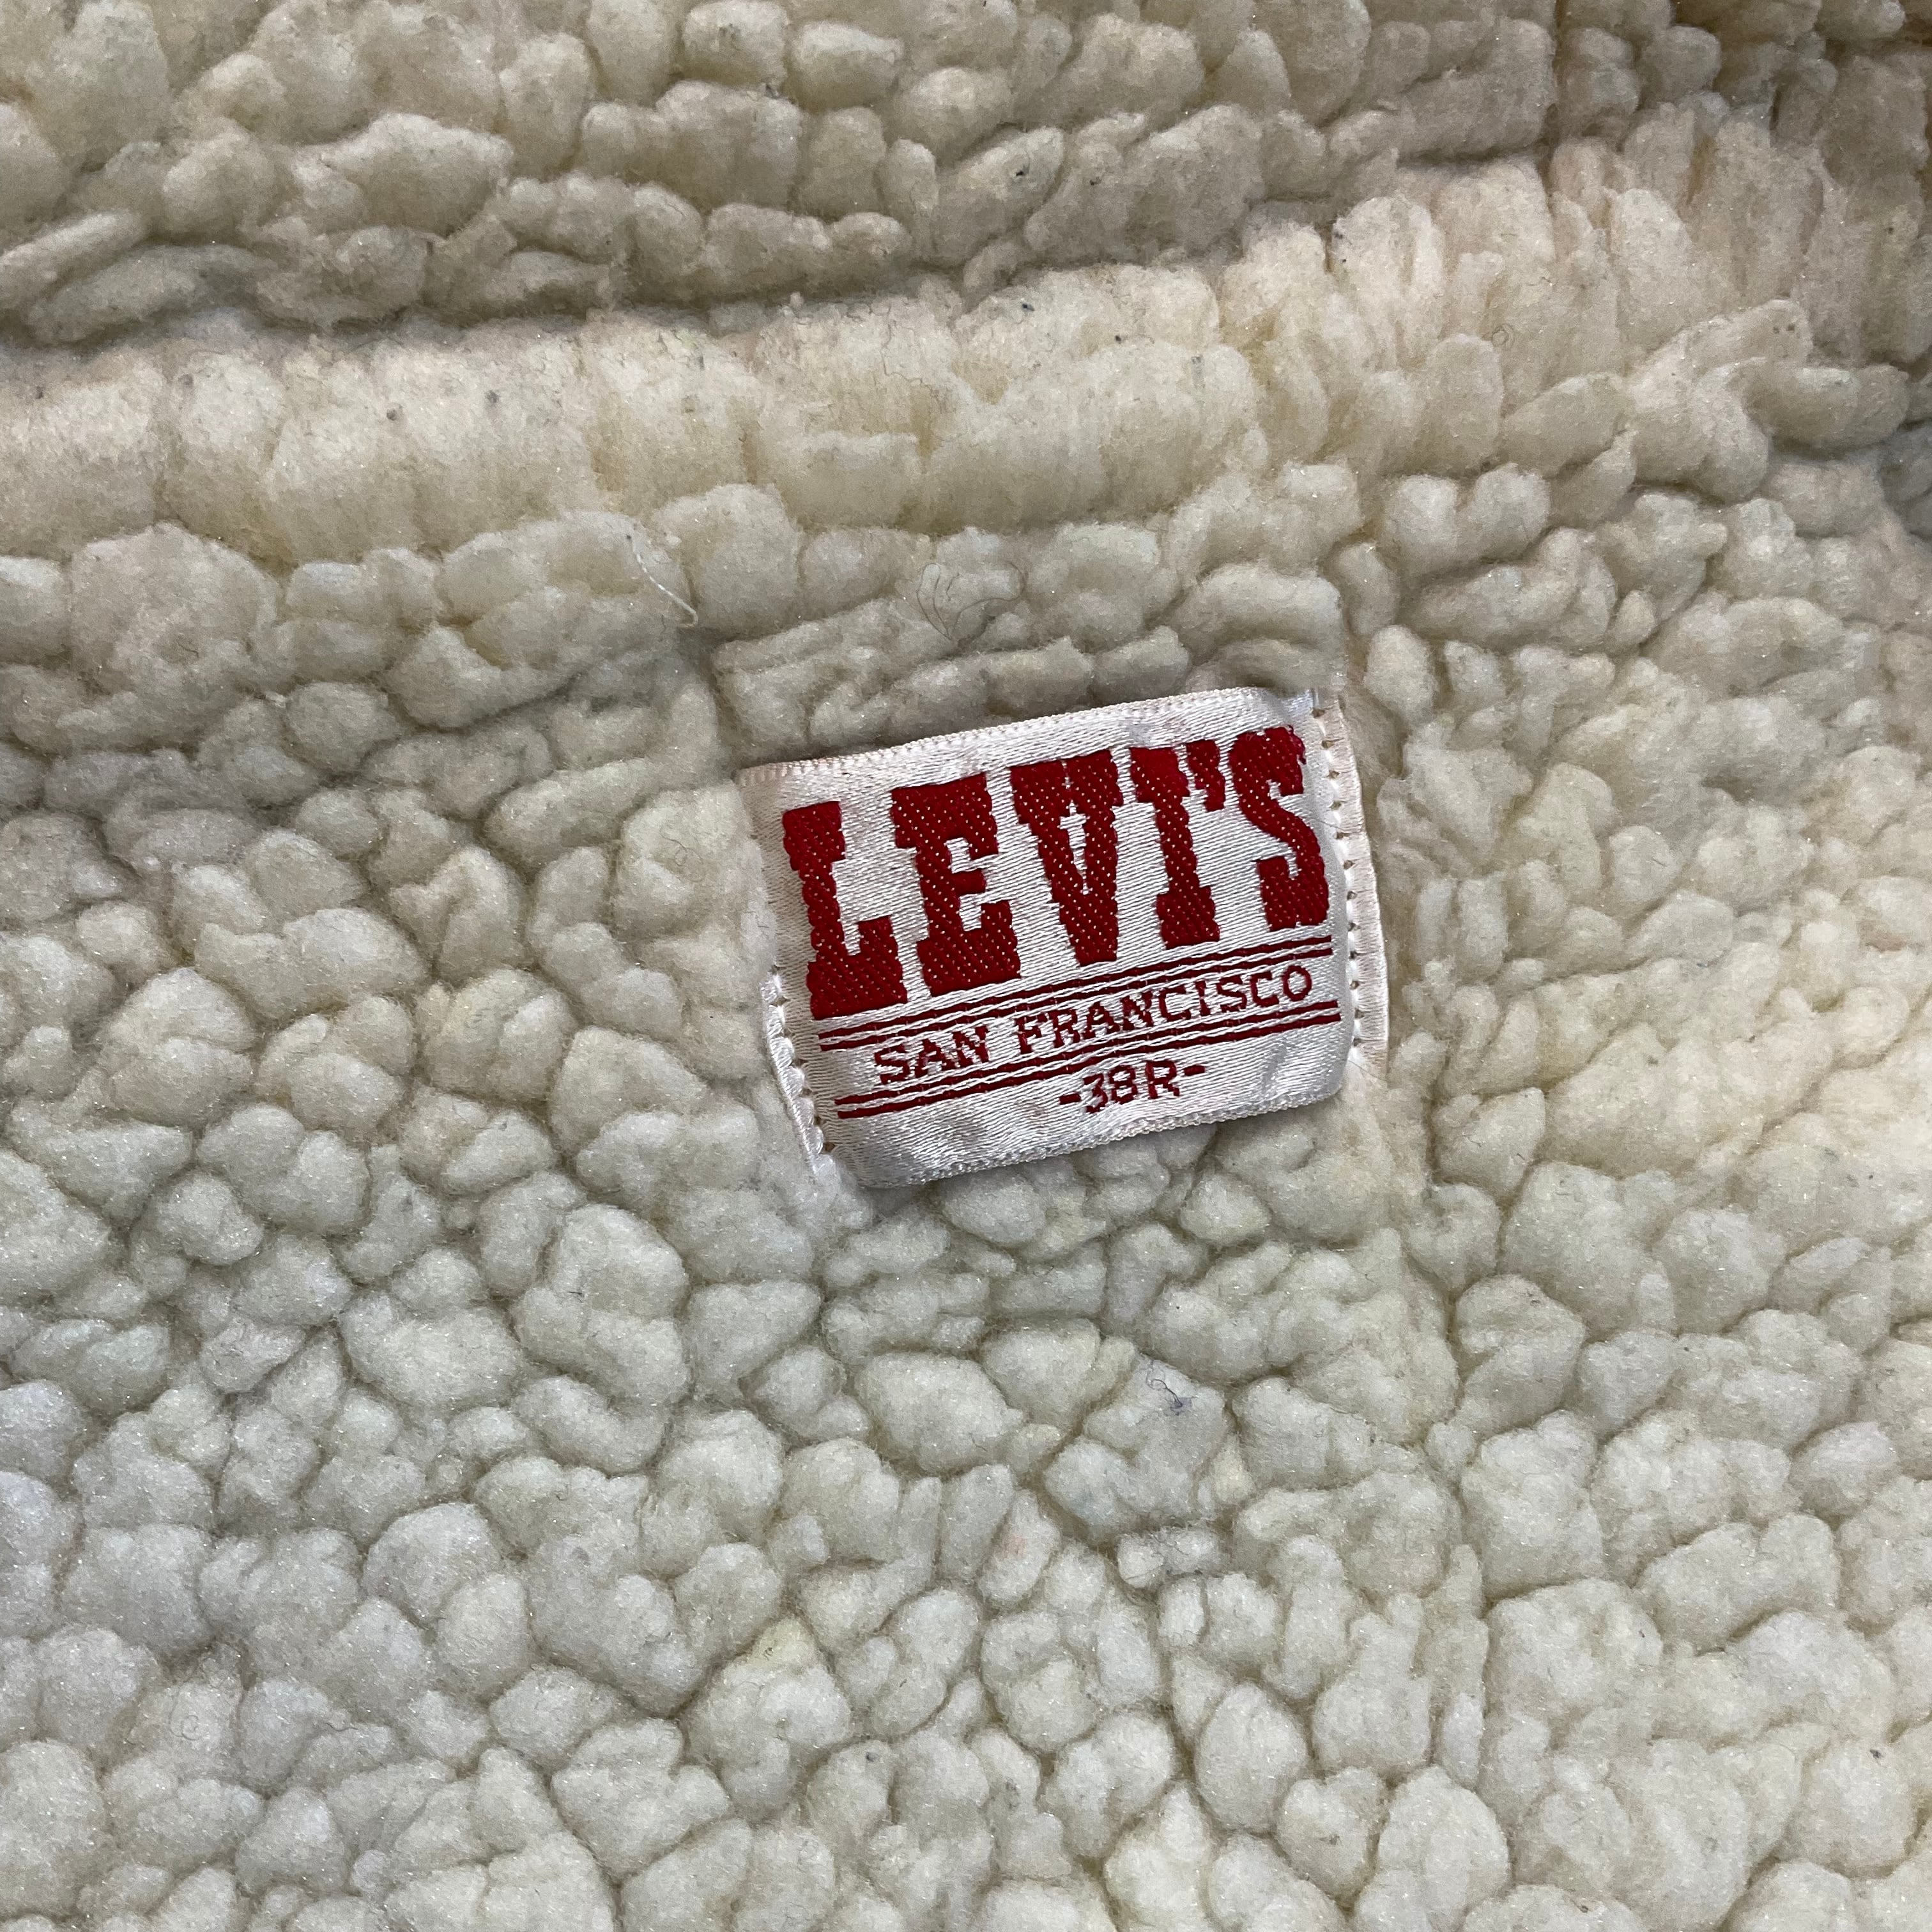 LEVI'S
SAN FRANCISCO
-38R-